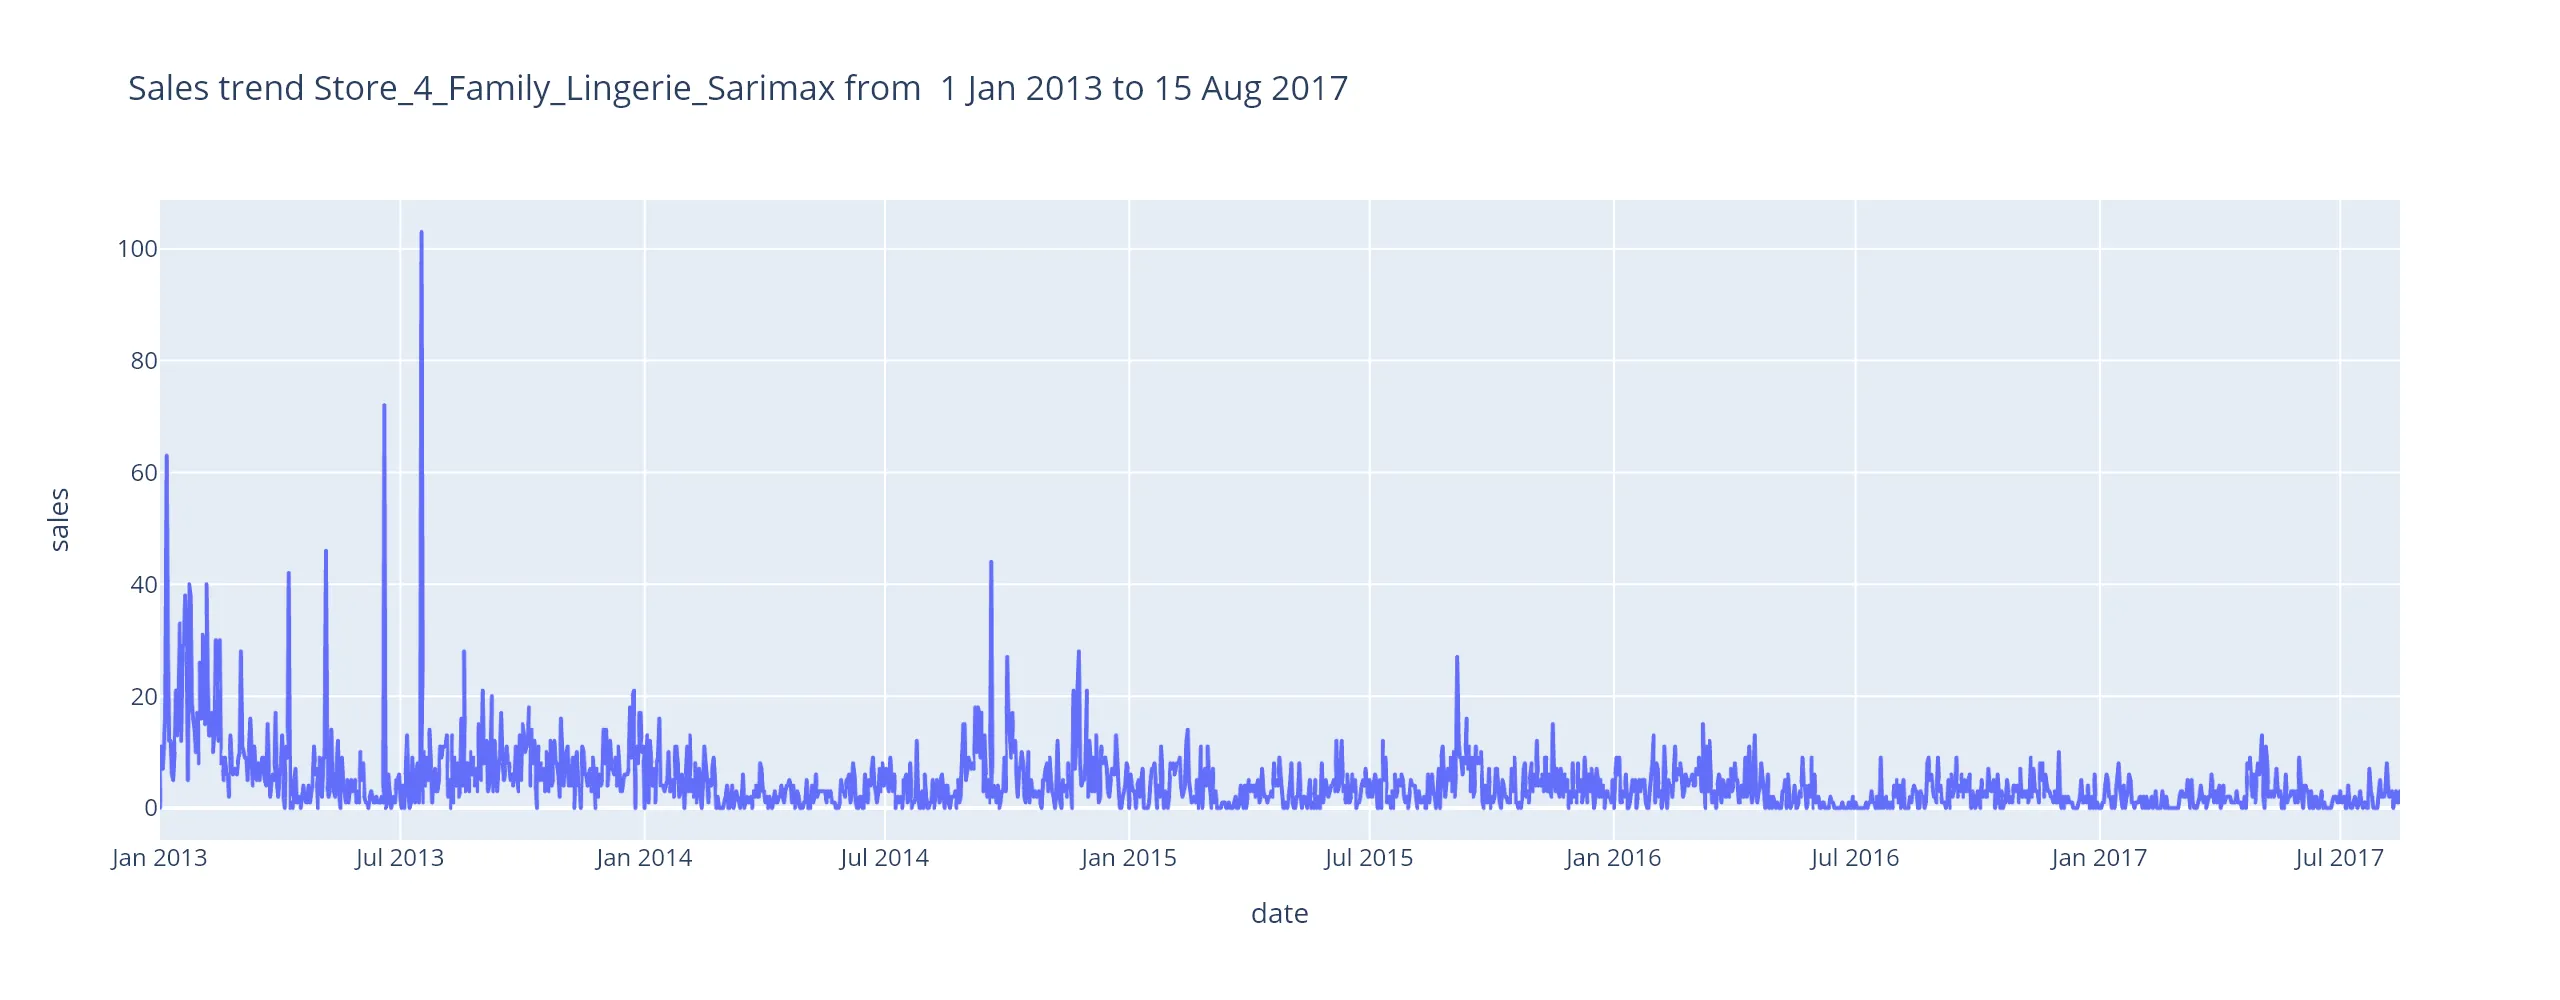 Sales trend Store_4_Family_Lingerie_Sarimax from  1 Jan 2013 to 15 Aug 2017
100
80
60
40
20
0
sales
Jan 2013 Jul 2013 Jan 2014 Jul 2014 Jan 2015 Jul 2015 Jan 2016 Jul 2016 Jan 2017 Jul 2017
date